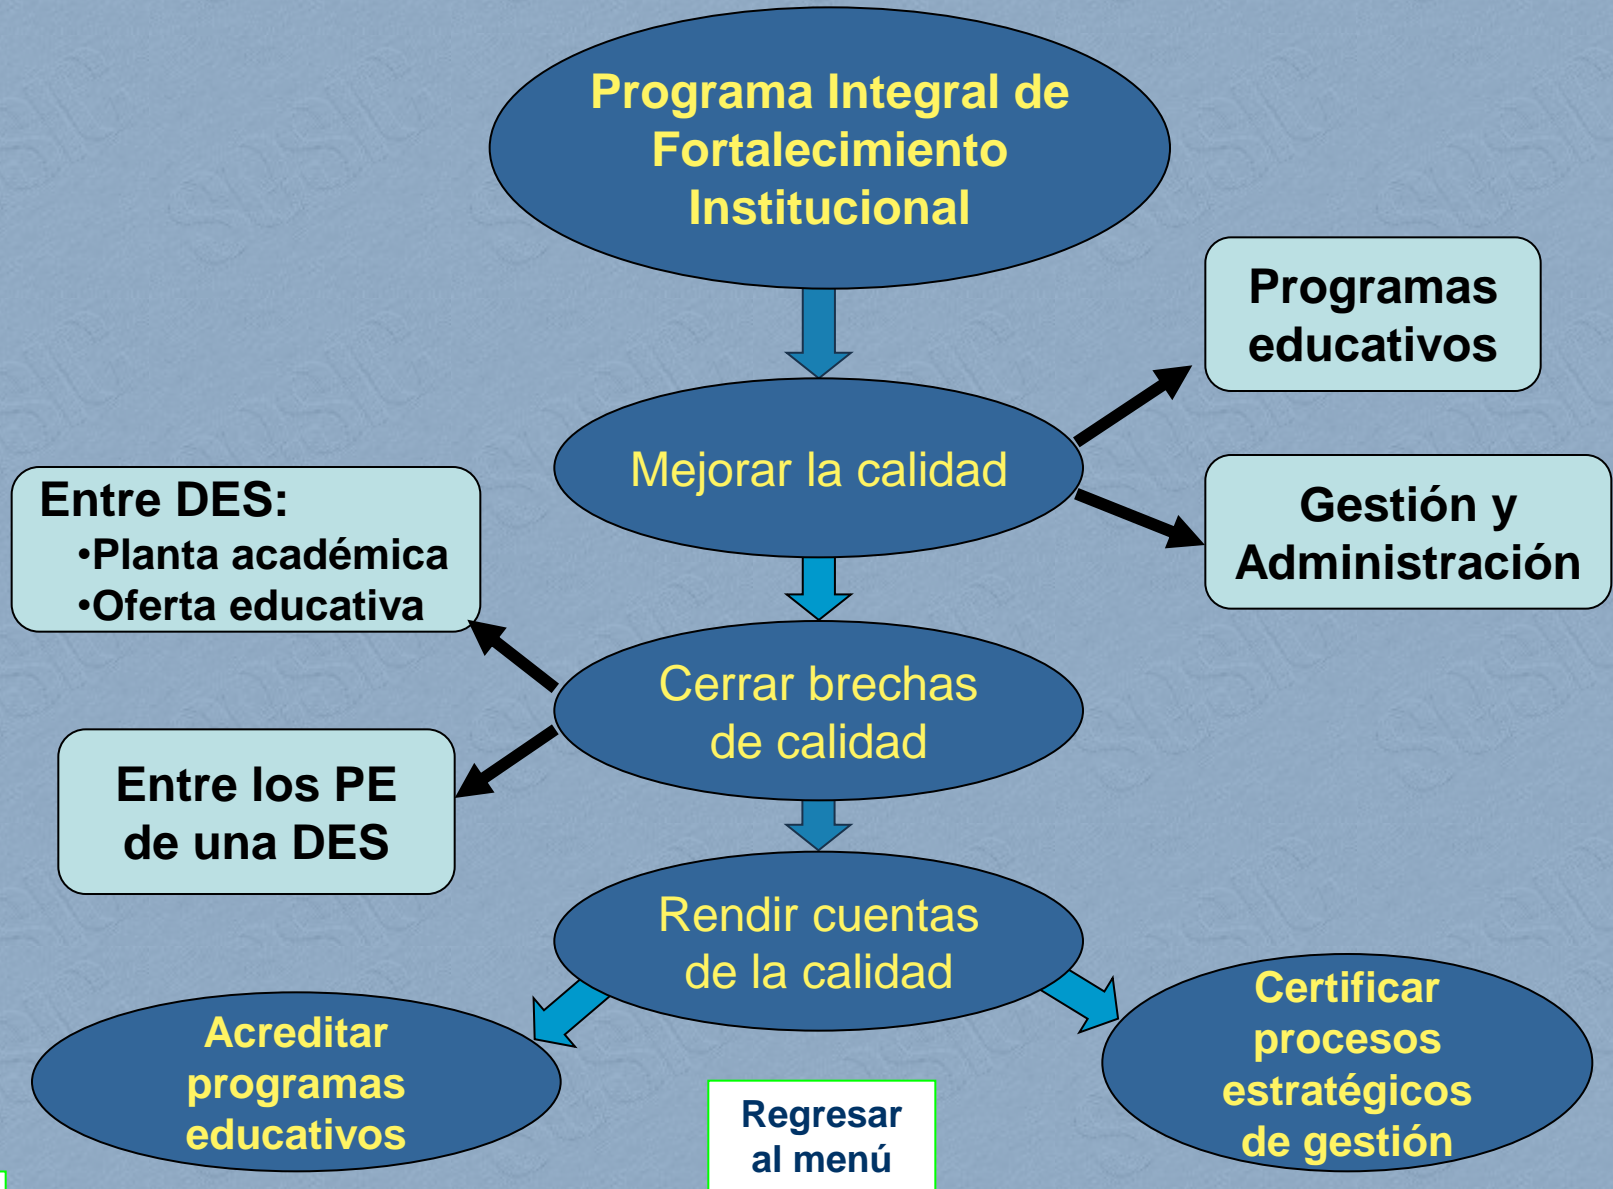 Programa Integral de
Fortalecimiento
Institucional
Programas
educativos
Mejorar la calidad
Gestión y
Administración
Entre DES:
•Planta académica
•Oferta educativa
Cerrar brechas
de calidad
Entre los PE
de una DES
Rendir cuentas
de la calidad
Acreditar
programas
educativos
Certificar
procesos
estratégicos
de gestión
Regresar
al menú